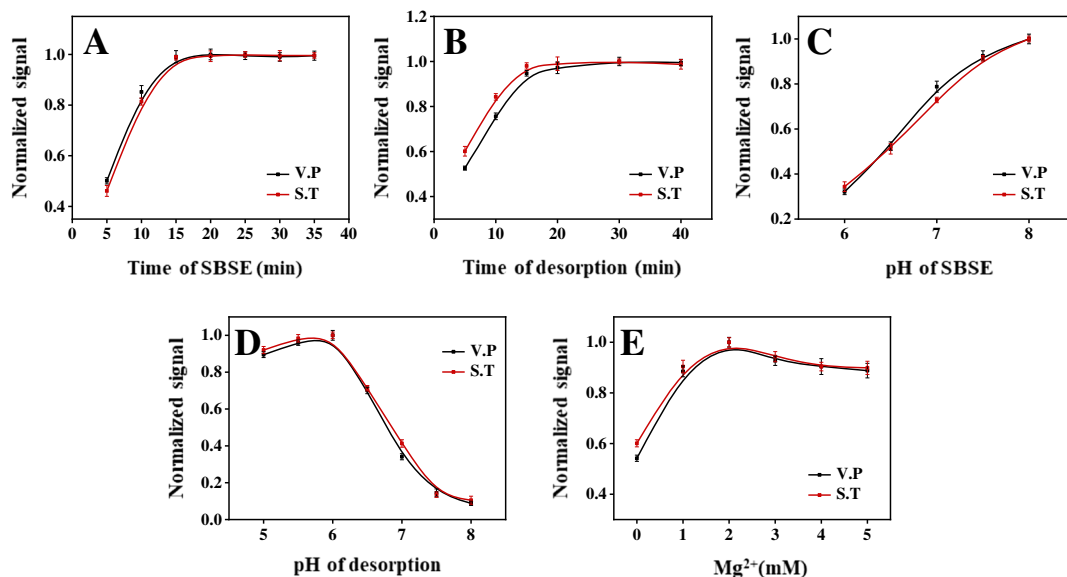 A
Normalized signal
1.0
0.8
0.6
0.4
0 5 10 15 20 25 30 35 40
Time of SBSE (min)
V.P
S.T
B
Normalized signal
1.2
1.0
0.8
0.6
0.4
0 10 20 30 40
Time of desorption (min)
V.P
S.T
C
Normalized signal
1.0
0.8
0.6
0.4
0.2
6 7 8
pH of SBSE
V.P
S.T
D
Normalized signal
1.0
0.8
0.6
0.4
0.2
0.0
5 6 7 8
pH of desorption
V.P
S.T
E
Normalized signal
1.0
0.8
0.6
0.4
0 1 2 3 4 5
Mg²⁺(mM)
V.P
S.T